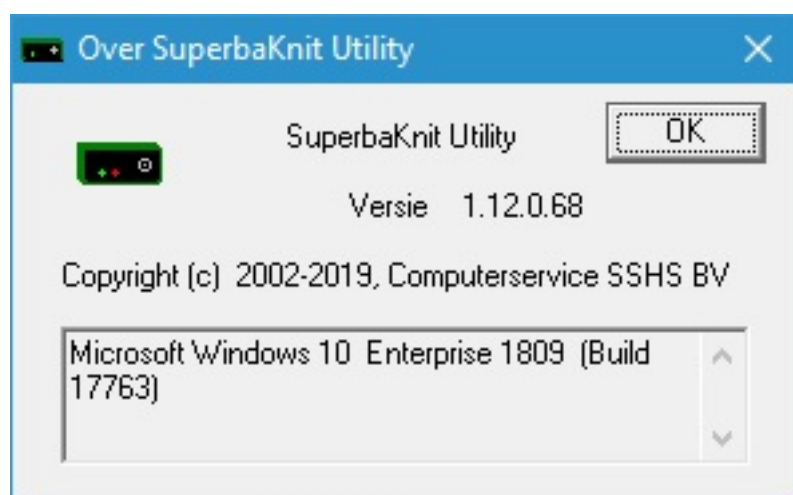 Over SuperbaKnit Utility
SuperbaKnit Utility
OK
Versie 1.12.0.68
Copyright (c) 2002-2019, Computerservice SSHS BV
Microsoft Windows 10 Enterprise 1809 (Build
17763)